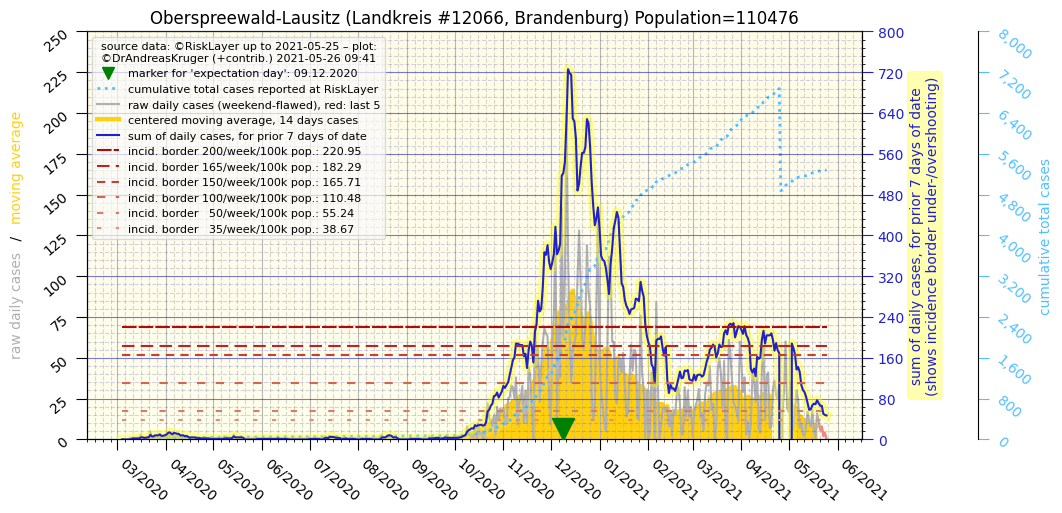 Oberspreewald-Lausitz (Landkreis #12066, Brandenburg) Population=110476
source data: ©RiskLayer up to 2021-05-25 – plot:
©DrAndreasKruger (+contrib.) 2021-05-26 09:41
marker for 'expectation day': 09.12.2020
cumulative total cases reported at RiskLayer
raw daily cases (weekend-flawed), red: last 5
centered moving average, 14 days cases
sum of daily cases, for prior 7 days of date
incid. border 200/week/100k pop.: 220.95
incid. border 165/week/100k pop.: 182.29
incid. border 150/week/100k pop.: 165.71
incid. border 100/week/100k pop.: 110.48
incid. border 50/week/100k pop.: 55.24
incid. border 35/week/100k pop.: 38.67
raw daily cases / moving average
250
225
200
175
150
125
100
75
50
25
0
03/2020
04/2020
05/2020
06/2020
07/2020
08/2020
09/2020
10/2020
11/2020
12/2020
01/2021
02/2021
03/2021
04/2021
05/2021
06/2021
800
720
640
560
480
400
320
240
160
80
0
sum of daily cases, for prior 7 days of date
(shows incidence border under-/overshooting)
8,000
7,200
6,400
5,600
4,800
4,000
3,200
2,400
1,600
800
0
cumulative total cases